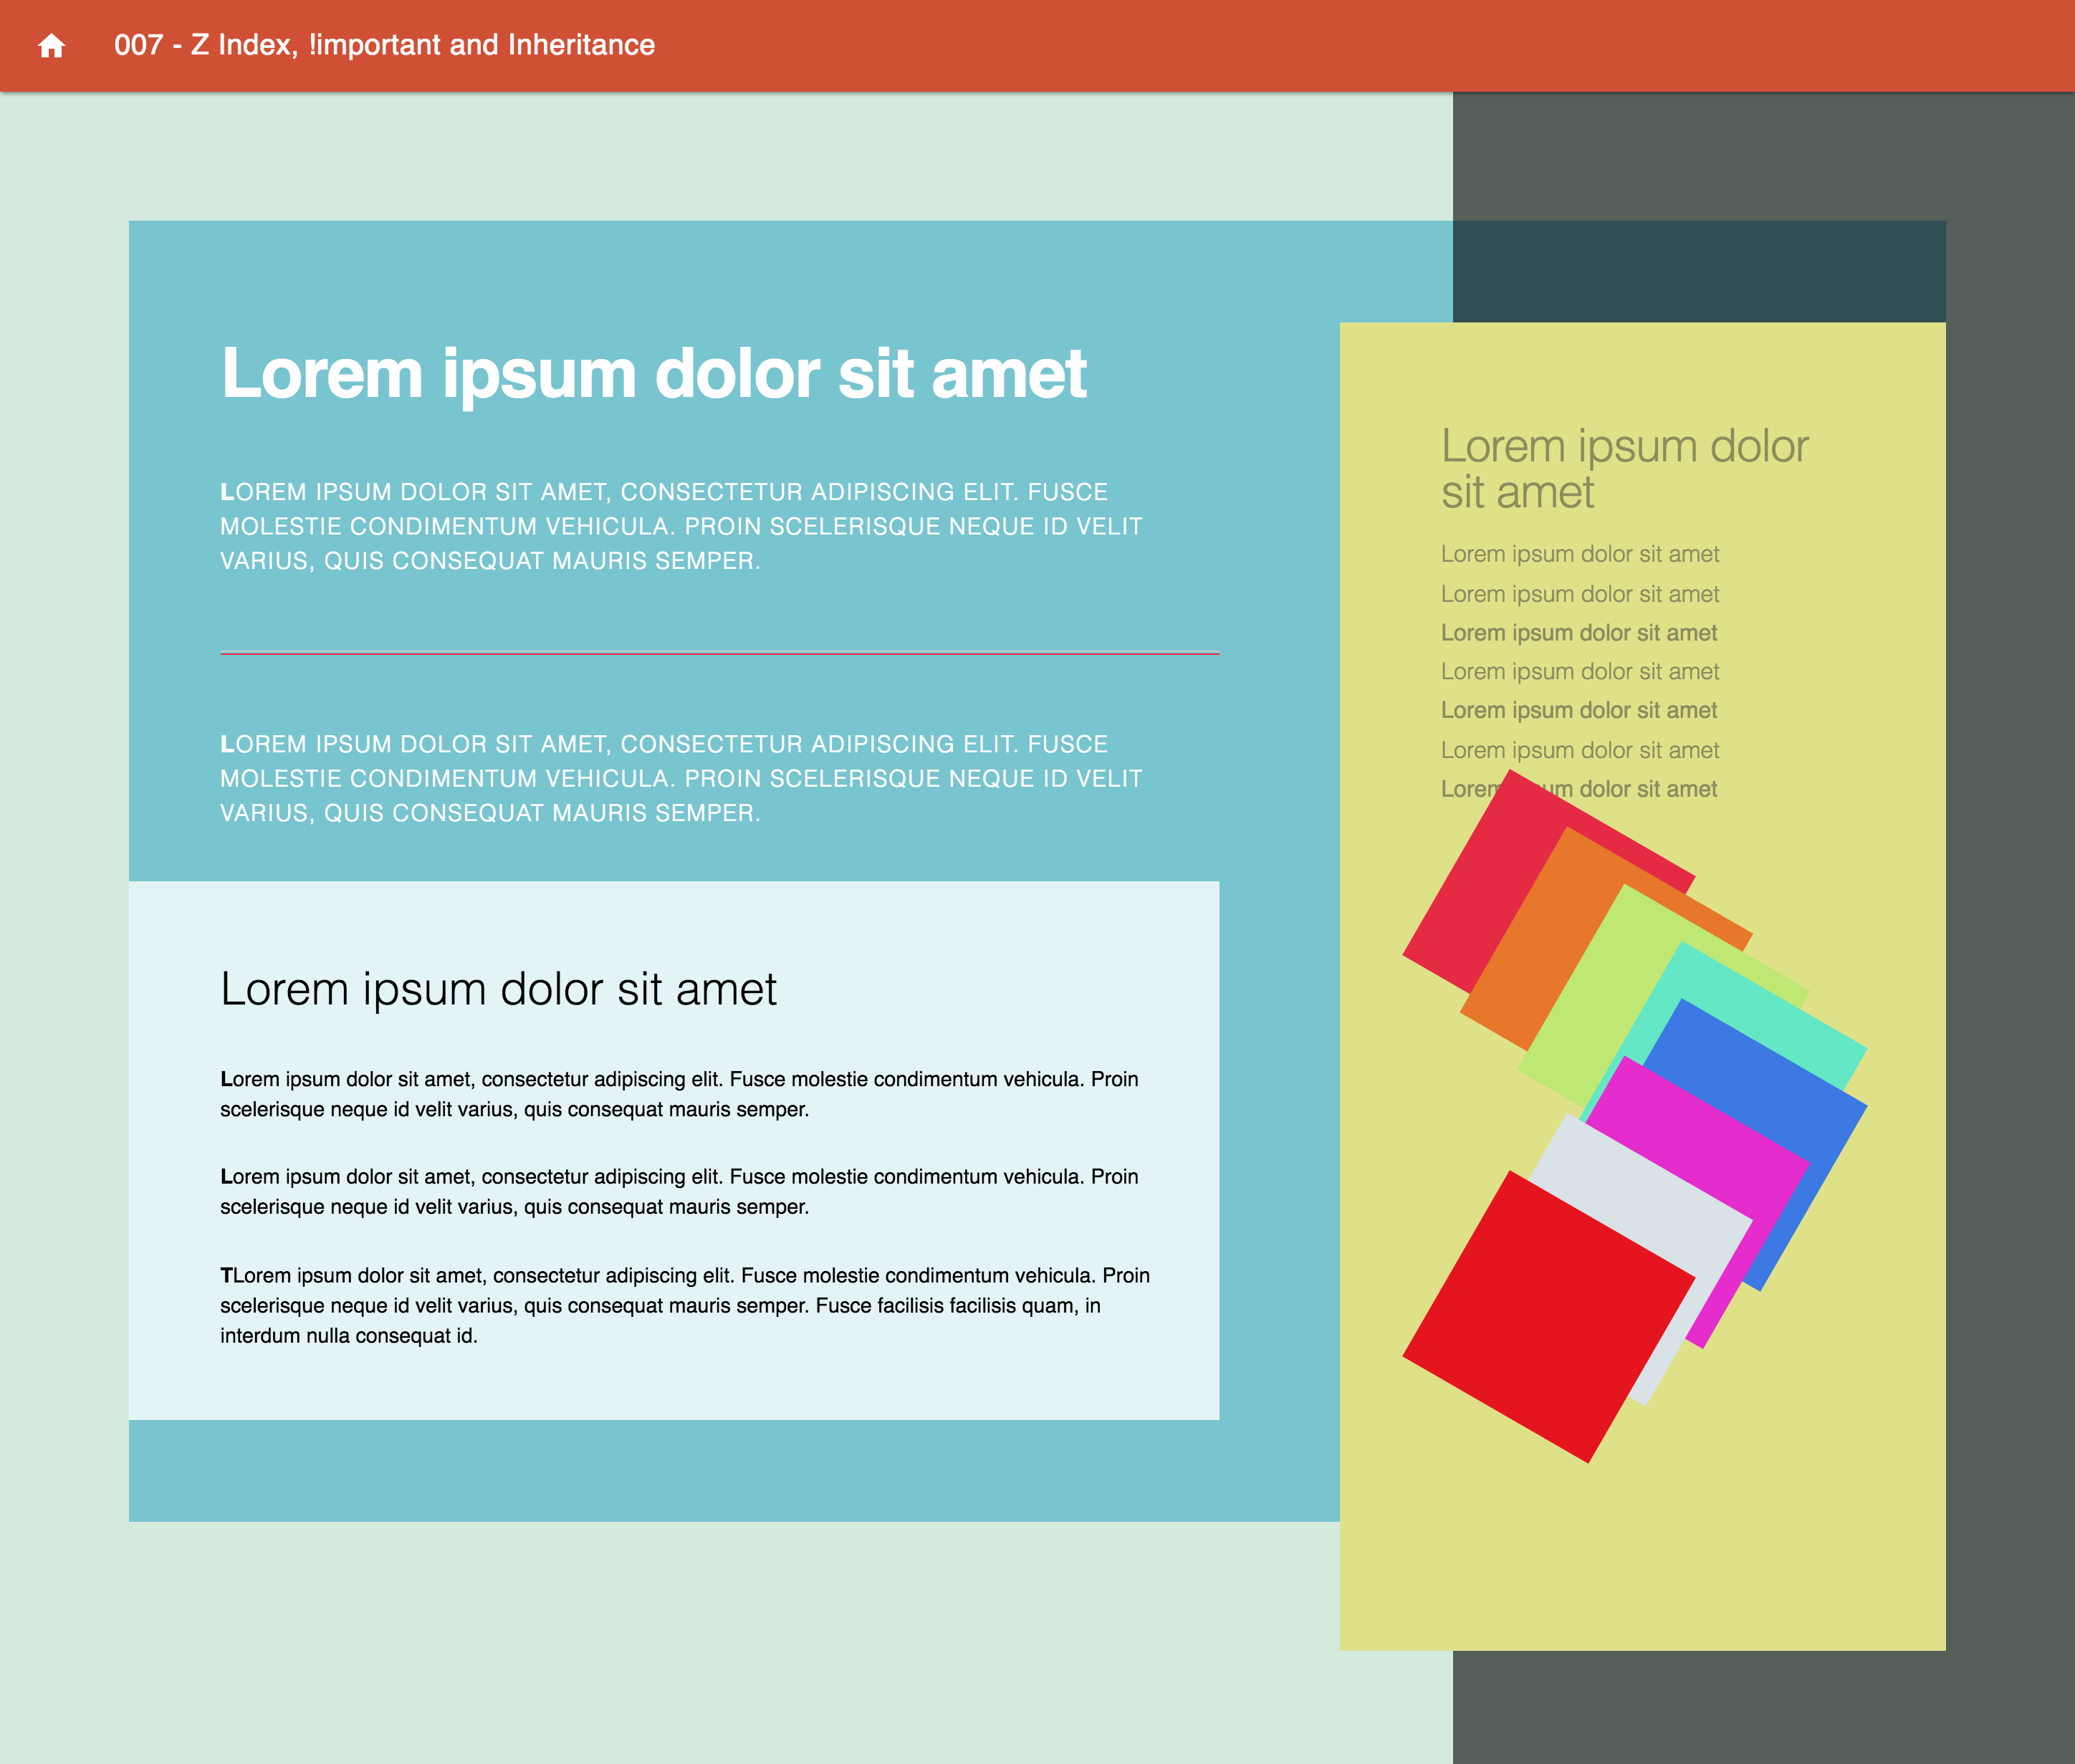 007 - Z Index, !important and Inheritance
Lorem ipsum dolor sit amet
LOREM IPSUM DOLOR SIT AMET, CONSECTETUR ADIPISCING ELIT. FUSCE
MOLESTIE CONDIMENTUM VEHICULA. PROIN SCELERISQUE NEQUE ID VELIT
VARIUS, QUIS CONSEQUAT MAURIS SEMPER.
LOREM IPSUM DOLOR SIT AMET, CONSECTETUR ADIPISCING ELIT. FUSCE
MOLESTIE CONDIMENTUM VEHICULA. PROIN SCELERISQUE NEQUE ID VELIT
VARIUS, QUIS CONSEQUAT MAURIS SEMPER.
Lorem ipsum dolor sit amet
Lorem ipsum dolor sit amet, consectetur adipiscing elit. Fusce molestie condimentum vehicula. Proin
scelerisque neque id velit varius, quis consequat mauris semper.
Lorem ipsum dolor sit amet, consectetur adipiscing elit. Fusce molestie condimentum vehicula. Proin
scelerisque neque id velit varius, quis consequat mauris semper.
TLorem ipsum dolor sit amet, consectetur adipiscing elit. Fusce molestie condimentum vehicula. Proin
scelerisque neque id velit varius, quis consequat mauris semper. Fusce facilisis facilisis quam, in
interdum nulla consequat id.
Lorem ipsum dolor
sit amet
Lorem ipsum dolor sit amet
Lorem ipsum dolor sit amet
Lorem ipsum dolor sit amet
Lorem ipsum dolor sit amet
Lorem ipsum dolor sit amet
Lorem ipsum dolor sit amet
Lorem dolor sit amet